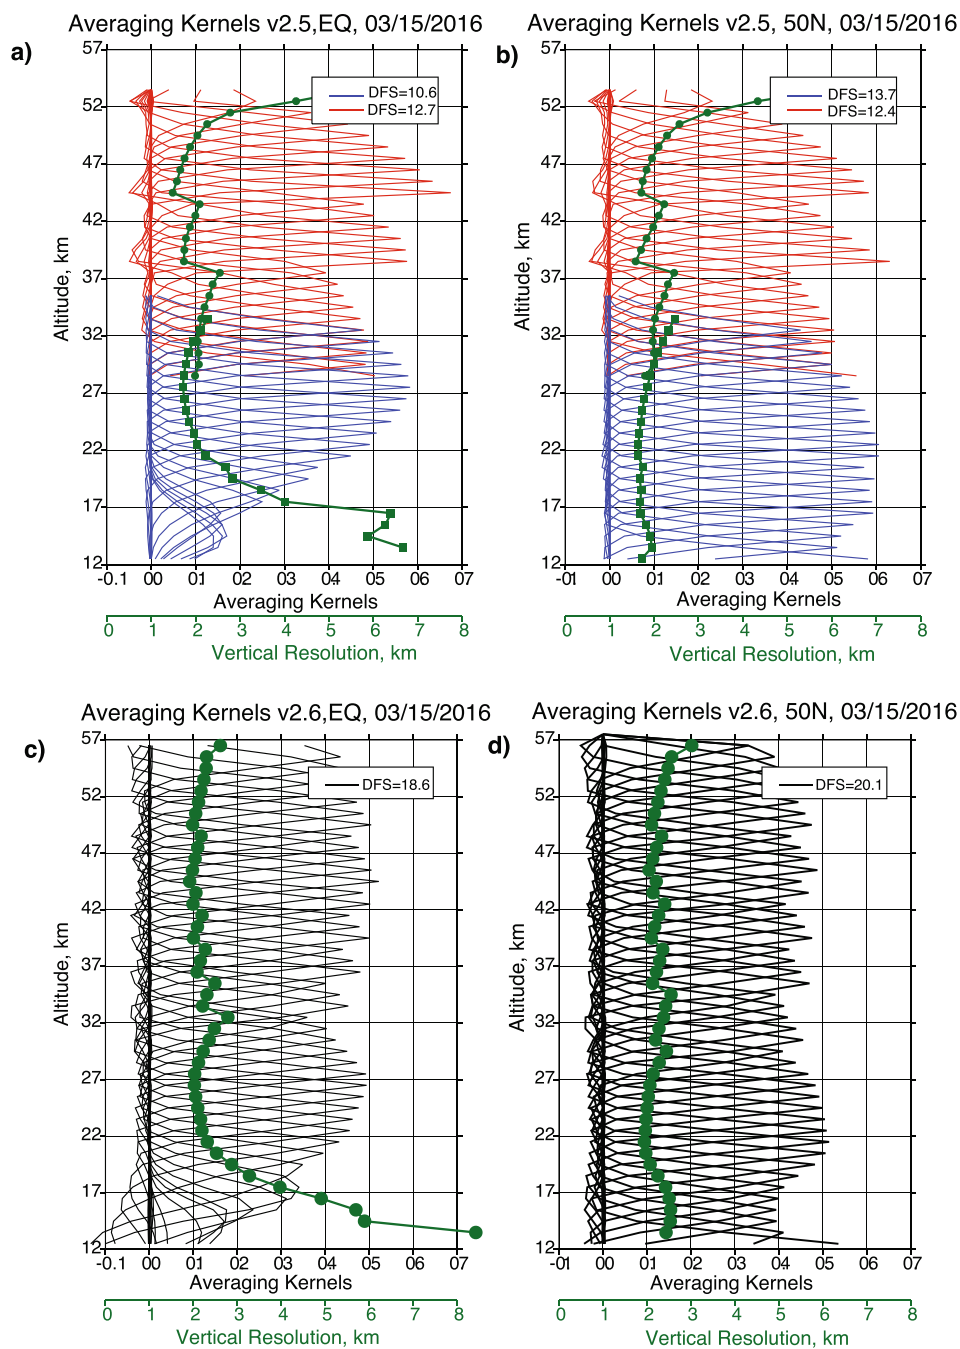 Averaging Kernels v2.5,EQ, 03/15/2016
a)
57
52
47
42
37
32
27
22
17
12
Altitude, km
DFS=10.6
DFS=12.7
-0.1 00 01 02 03 04 05 06 07
Averaging Kernels
0 1 2 3 4 5 6 7 8
Vertical Resolution, km
Averaging Kernels v2.5, 50N, 03/15/2016
b)
57
52
47
42
37
32
27
22
17
12
Altitude, km
DFS=13.7
DFS=12.4
-01 00 01 02 03 04 05 06 07
Averaging Kernels
0 1 2 3 4 5 6 7 8
Vertical Resolution, km
Averaging Kernels v2.6,EQ, 03/15/2016
c)
57
52
47
42
37
32
27
22
17
12
Altitude, km
DFS=18.6
-0.1 00 01 02 03 04 05 06 07
Averaging Kernels
0 1 2 3 4 5 6 7 8
Vertical Resolution, km
Averaging Kernels v2.6, 50N, 03/15/2016
d)
57
52
47
42
37
32
27
22
17
12
Altitude, km
DFS=20.1
-01 00 01 02 03 04 05 06 07
Averaging Kernels
0 1 2 3 4 5 6 7 8
Vertical Resolution, km